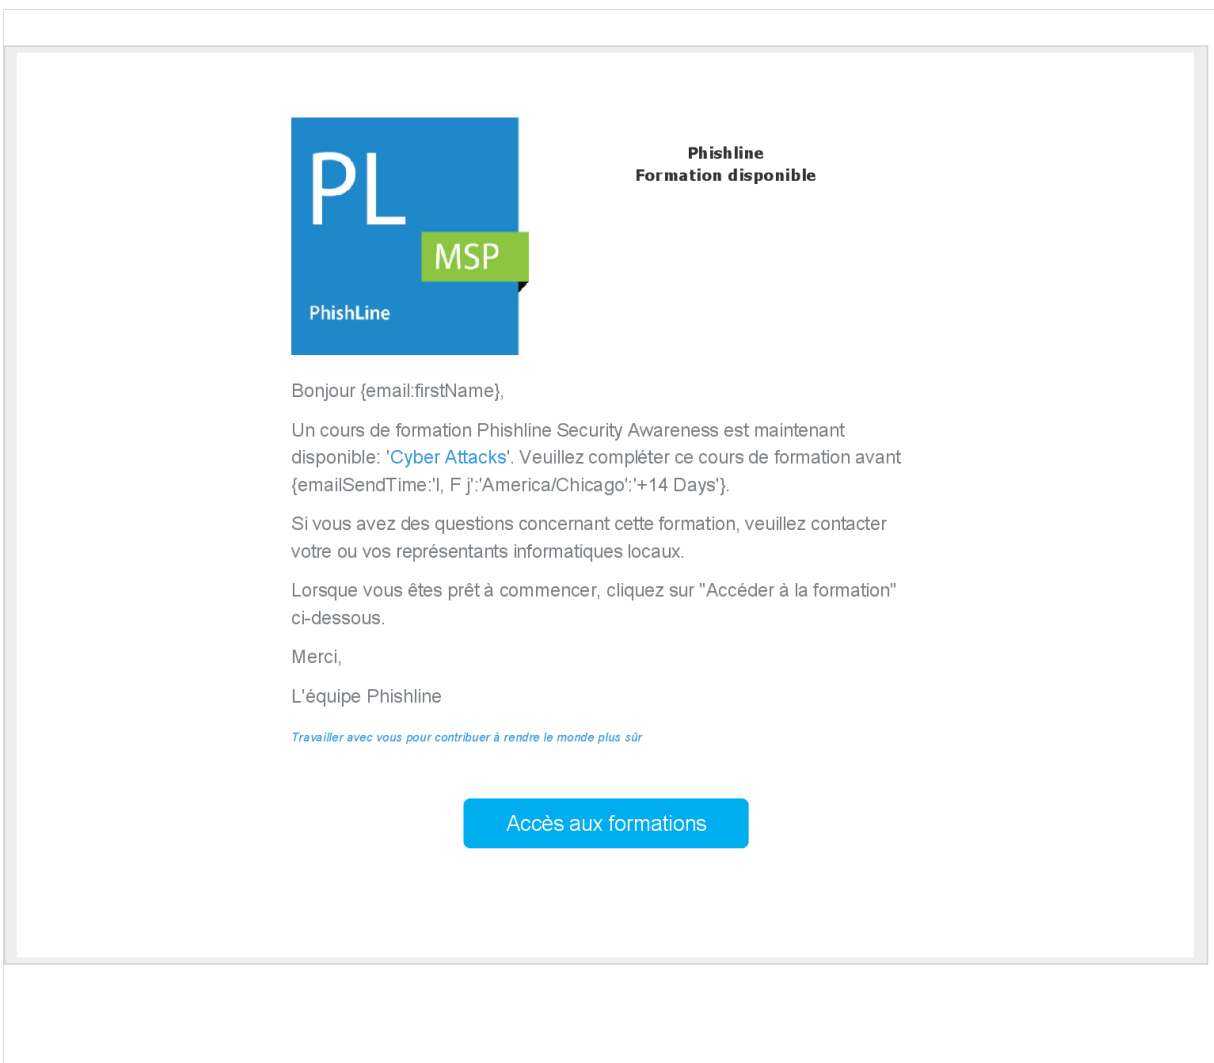 PL
MSP
PhishLine
Phishline
Formation disponible
Bonjour {email:firstName},
Un cours de formation Phishline Security Awareness est maintenant
disponible: 'Cyber Attacks'. Veuillez compléter ce cours de formation avant
{emailSendTime:'l, F j':'America/Chicago':'+14 Days'}.
Si vous avez des questions concernant cette formation, veuillez contacter
votre ou vos représentants informatiques locaux.
Lorsque vous êtes prêt à commencer, cliquez sur "Accéder à la formation"
ci-dessous.
Merci,
L'équipe Phishline
Travailler avec vous pour contribuer à rendre le monde plus sûr
Accès aux formations